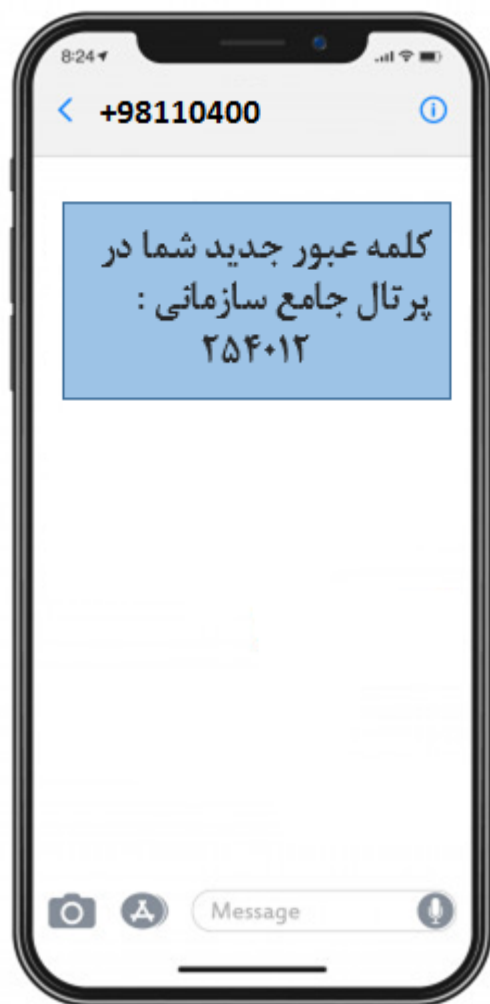 8:24
+98110400
کلمه عبور جدید شما در
پرتال جامع سازمانی :
۲۵۴۰۱۲
Message